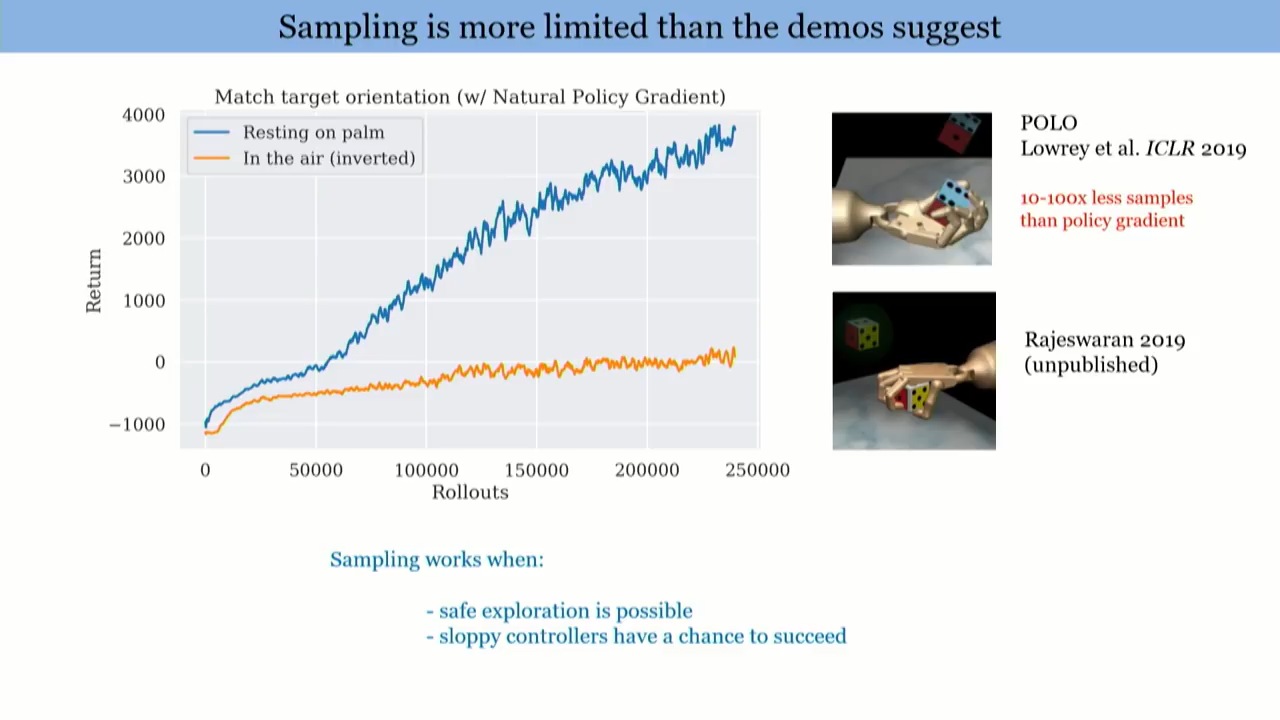 Sampling is more limited than the demos suggest
Match target orientation (w/ Natural Policy Gradient)
Resting on palm
In the air (inverted)
4000
3000
2000
1000
0
−1000
Return
0
50000
100000
150000
200000
250000
Rollouts
POLO
Lowrey et al. ICLR 2019
10-100x less samples
than policy gradient
Rajeswaran 2019
(unpublished)
Sampling works when:
- safe exploration is possible
- sloppy controllers have a chance to succeed